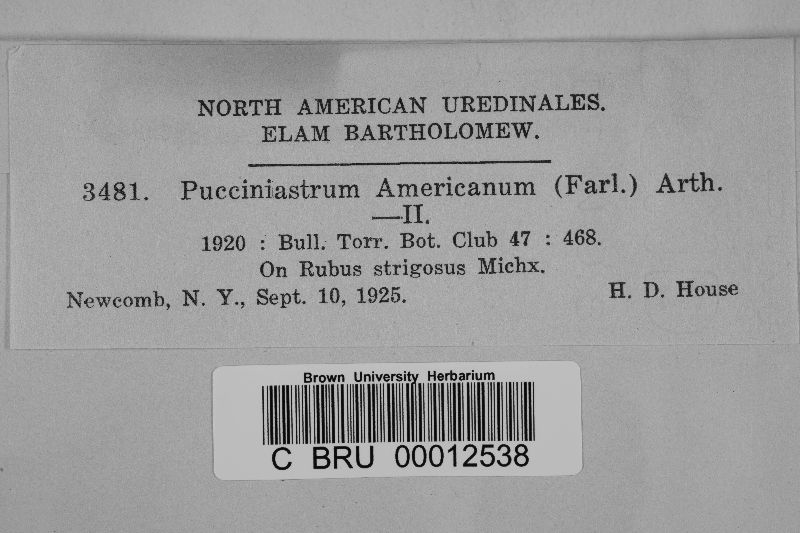 NORTH AMERICAN UREDINALES.
ELAM BARTHOLOMEW.
3481. Pucciniastrum Americanum (Farl.) Arth.
—II.
1920 : Bull. Torr. Bot. Club 47 : 468.
On Rubus strigosus Michx.
Newcomb, N. Y., Sept. 10, 1925. H. D. House
Brown University Herbarium
C BRU 00012538